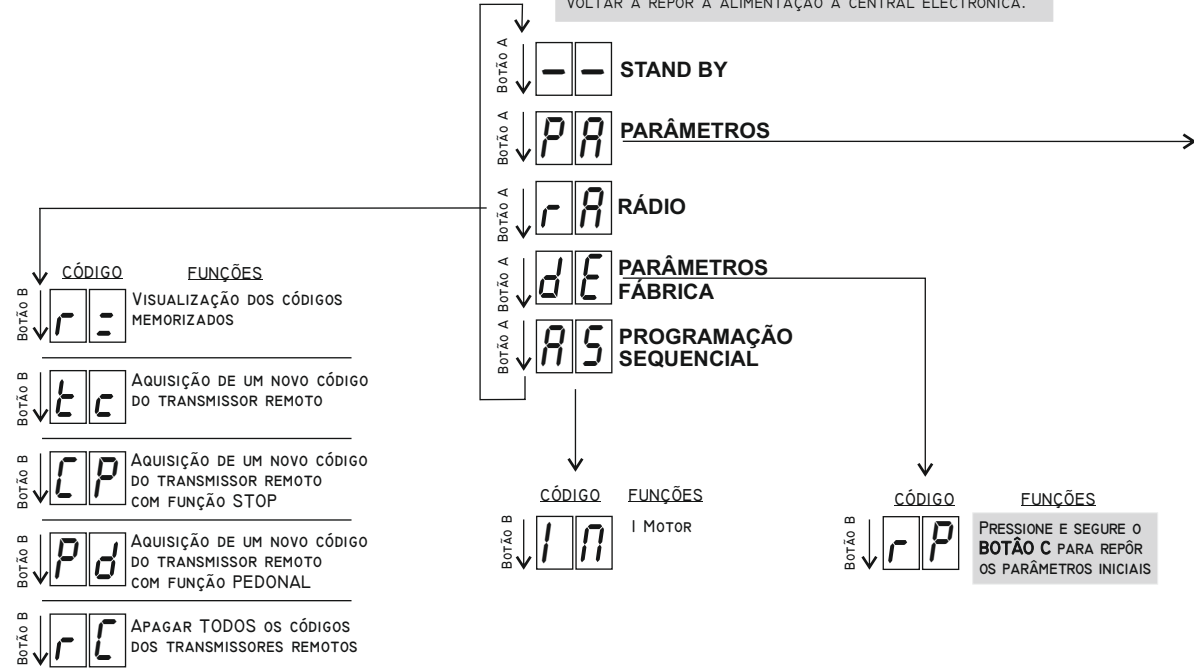 VOLTAR A REPÔR A ALIMENTAÇÃO À CENTRAL ELECTRÓNICA.
BOTÃO A
-- STAND BY
BOTÃO A
PA PARÂMETROS
BOTÃO A
rA RÁDIO
BOTÃO A
dE PARÂMETROS
FÁBRICA
BOTÃO A
AS PROGRAMAÇÃO
SEQUENCIAL
CÓDIGO FUNÇÕES
BOTÃO B
r= VISUALIZAÇÃO DOS CÓDIGOS
MEMORIZADOS
BOTÃO B
tc AQUISIÇÃO DE UM NOVO CÓDIGO
DO TRANSMISSOR REMOTO
BOTÃO B
CP AQUISIÇÃO DE UM NOVO CÓDIGO
DO TRANSMISSOR REMOTO
COM FUNÇÃO STOP
BOTÃO B
Pd AQUISIÇÃO DE UM NOVO CÓDIGO
DO TRANSMISSOR REMOTO
COM FUNÇÃO PEDONAL
BOTÃO B
rC APAGAR TODOS OS CÓDIGOS
DOS TRANSMISSORES REMOTOS
CÓDIGO FUNÇÕES
BOTÃO B
1n 1 MOTOR
CÓDIGO FUNÇÕES
BOTÃO B
rP PRESSIONE E SEGURE O
BOTÂO C PARA REPÔR
OS PARÂMETROS INICIAIS